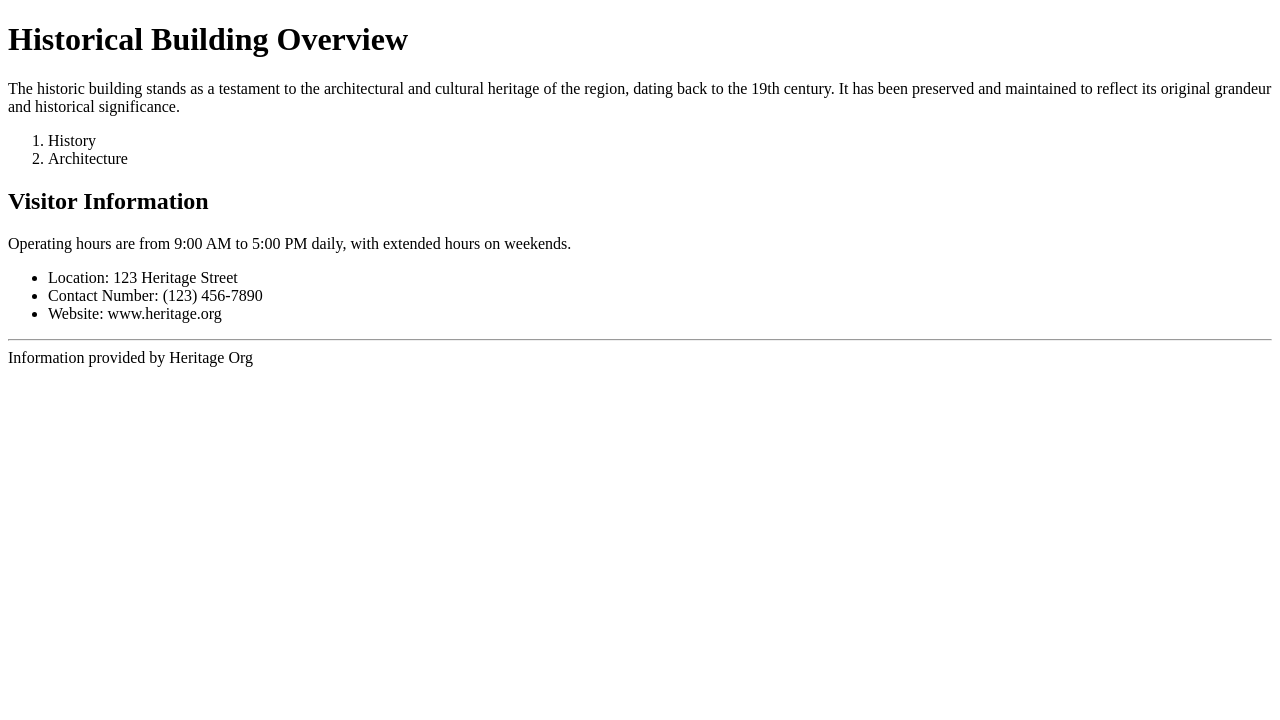 Historical Building Overview
The historic building stands as a testament to the architectural and cultural heritage of the region, dating back to the 19th century. It has been preserved and maintained to reflect its original grandeur
and historical significance.
1. History
2. Architecture
Visitor Information
Operating hours are from 9:00 AM to 5:00 PM daily, with extended hours on weekends.
• Location: 123 Heritage Street
• Contact Number: (123) 456-7890
• Website: www.heritage.org
Information provided by Heritage Org